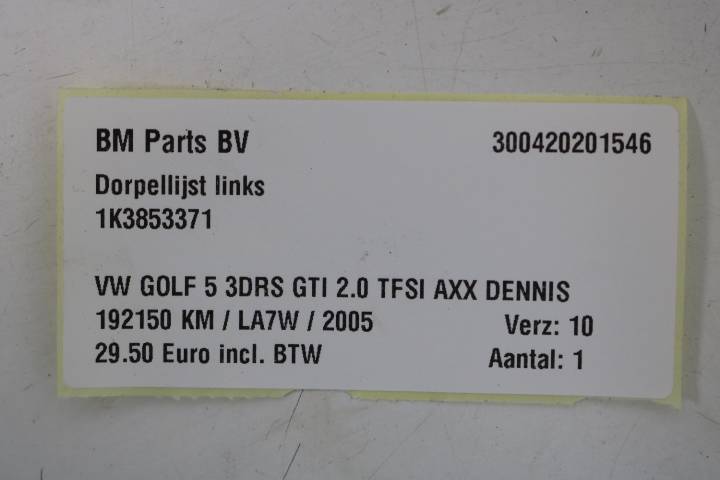 BM Parts BV 300420201546
Dorpellijst links
1K3853371
VW GOLF 5 3DRS GTI 2.0 TFSI AXX DENNIS
192150 KM / LA7W / 2005 Verz: 10
29.50 Euro incl. BTW Aantal: 1